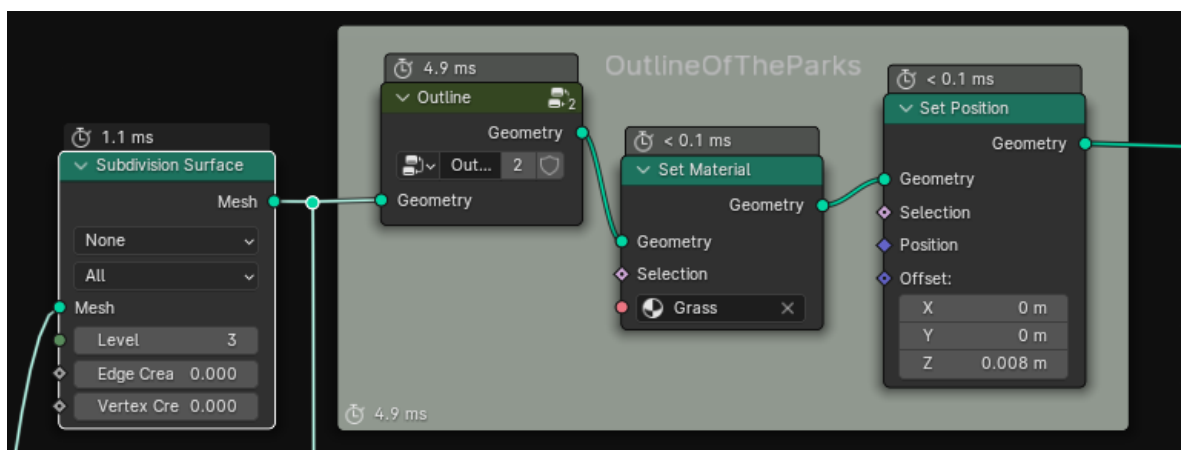 1.1 ms
Subdivision Surface
Mesh
None
All
Mesh
Level 3
Edge Crea 0.000
Vertex Cre 0.000
OutlineOfTheParks
4.9 ms
Outline
2
Geometry
Out... 2
Geometry
< 0.1 ms
Set Material
Geometry
Geometry
Selection
Grass
< 0.1 ms
Set Position
Geometry
Geometry
Selection
Position
Offset:
X 0 m
Y 0 m
Z 0.008 m
4.9 ms